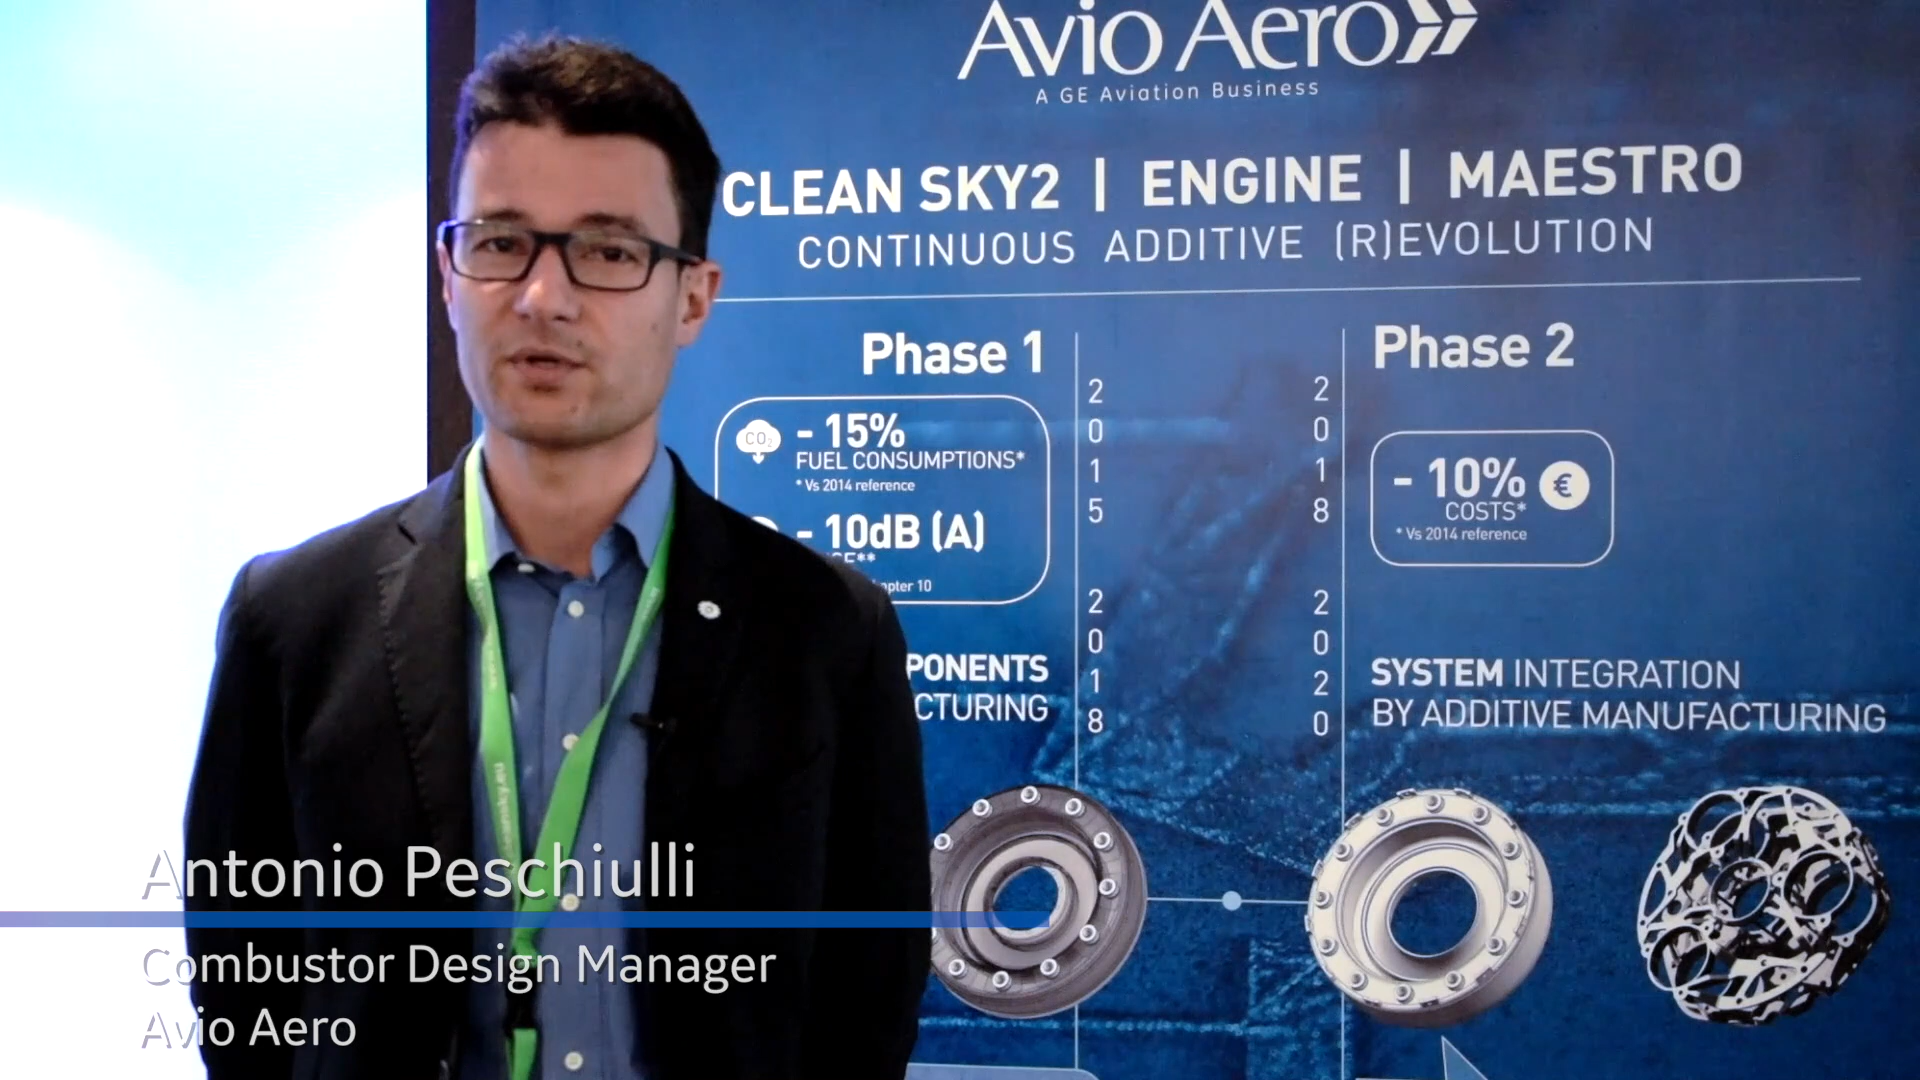 Avio Aero
A GE Aviation Business
CLEAN SKY2 | ENGINE | MAESTRO
CONTINUOUS ADDITIVE (R)EVOLUTION
Phase 1
CO2
- 15%
FUEL CONSUMPTIONS*
* Vs 2014 reference
- 10dB (A)
10
PONENTS
CTURING
2015
2018
2018
2020
Phase 2
- 10% €
COSTS*
* Vs 2014 reference
SYSTEM INTEGRATION
BY ADDITIVE MANUFACTURING
Antonio Peschiulli
Combustor Design Manager
Avio Aero